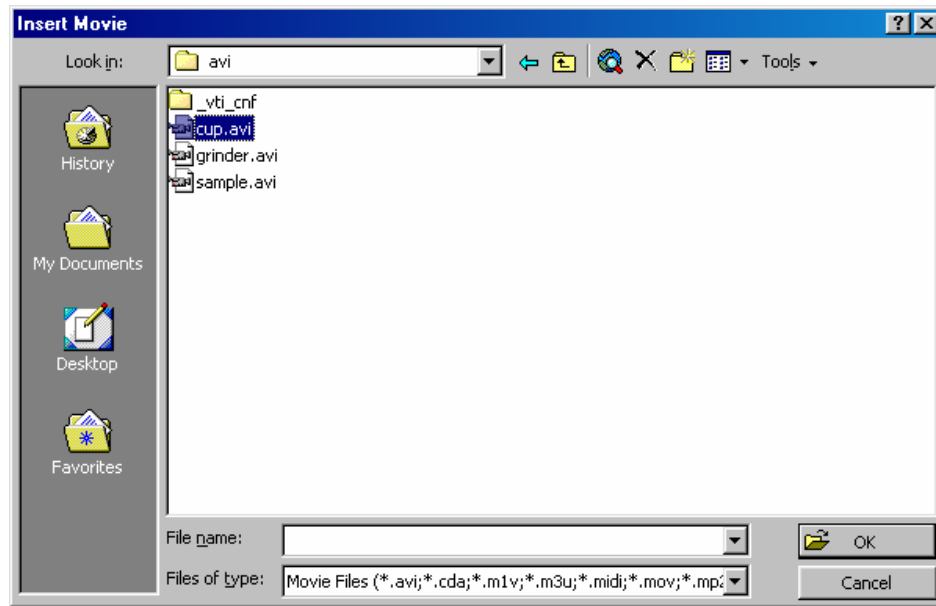 Insert Movie
Look in:
avi
Tools
_vti_cnf
cup.avi
grinder.avi
sample.avi
History
My Documents
Desktop
Favorites
File name:
OK
Files of type:
Movie Files (*.avi;*.cda;*.m1v;*.m3u;*.midi;*.mov;*.mp2
Cancel